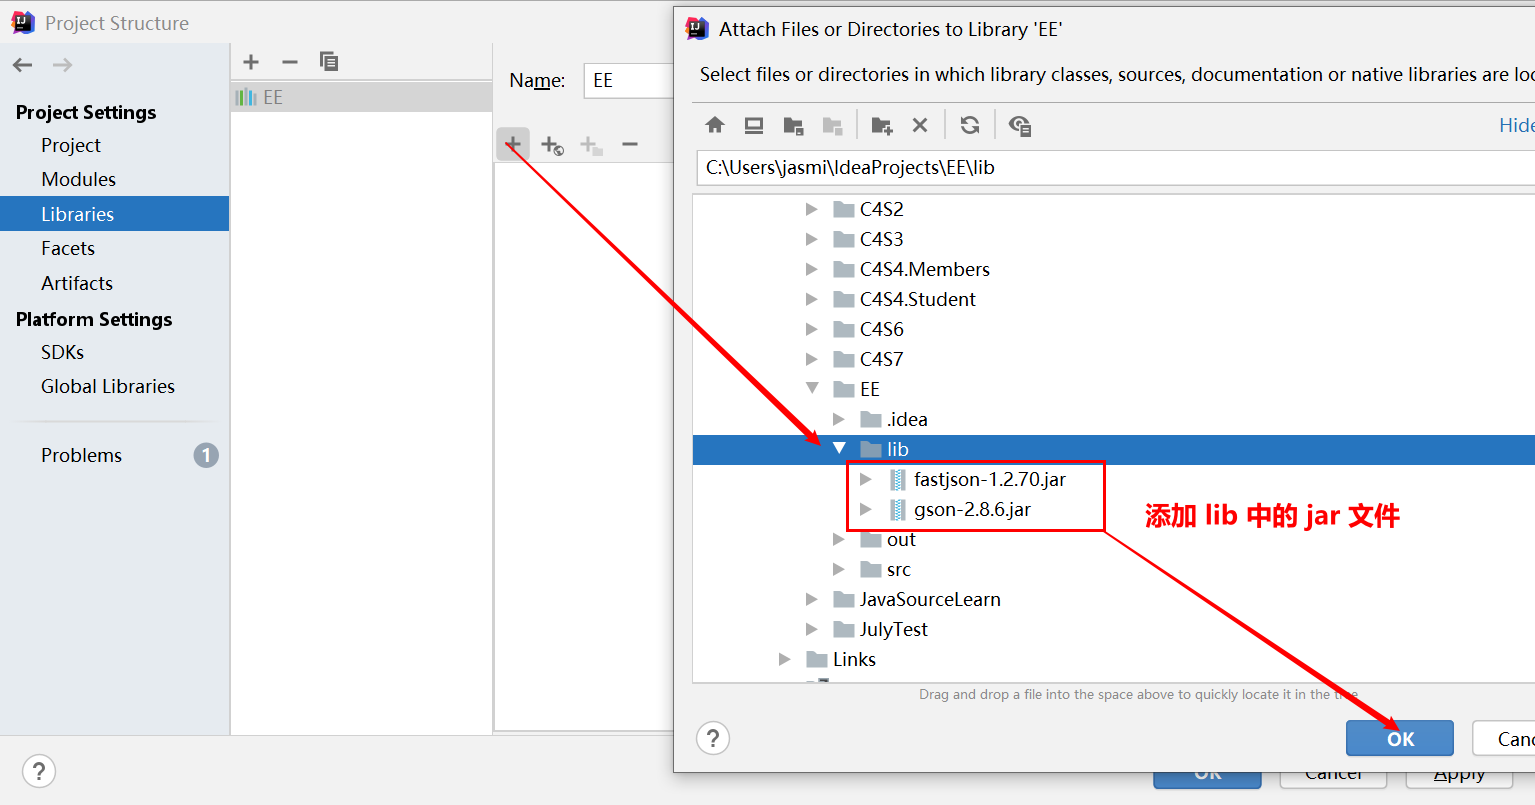 Project Structure
Project Settings
Project
Modules
Libraries
Facets
Artifacts
Platform Settings
SDKs
Global Libraries
Problems
1
EE
Name:
EE
Attach Files or Directories to Library 'EE'
Select files or directories in which library classes, sources, documentation or native libraries are loc
Hide
C:\Users\jasmi\IdeaProjects\EE\lib
C4S2
C4S3
C4S4.Members
C4S4.Student
C4S6
C4S7
EE
.idea
lib
fastjson-1.2.70.jar
gson-2.8.6.jar
添加 lib 中的 jar 文件
out
src
JavaSourceLearn
JulyTest
Links
Drag and drop a file into the space above to quickly locate it in the tree
?
OK
Canc
?
OK
Cancel
Apply